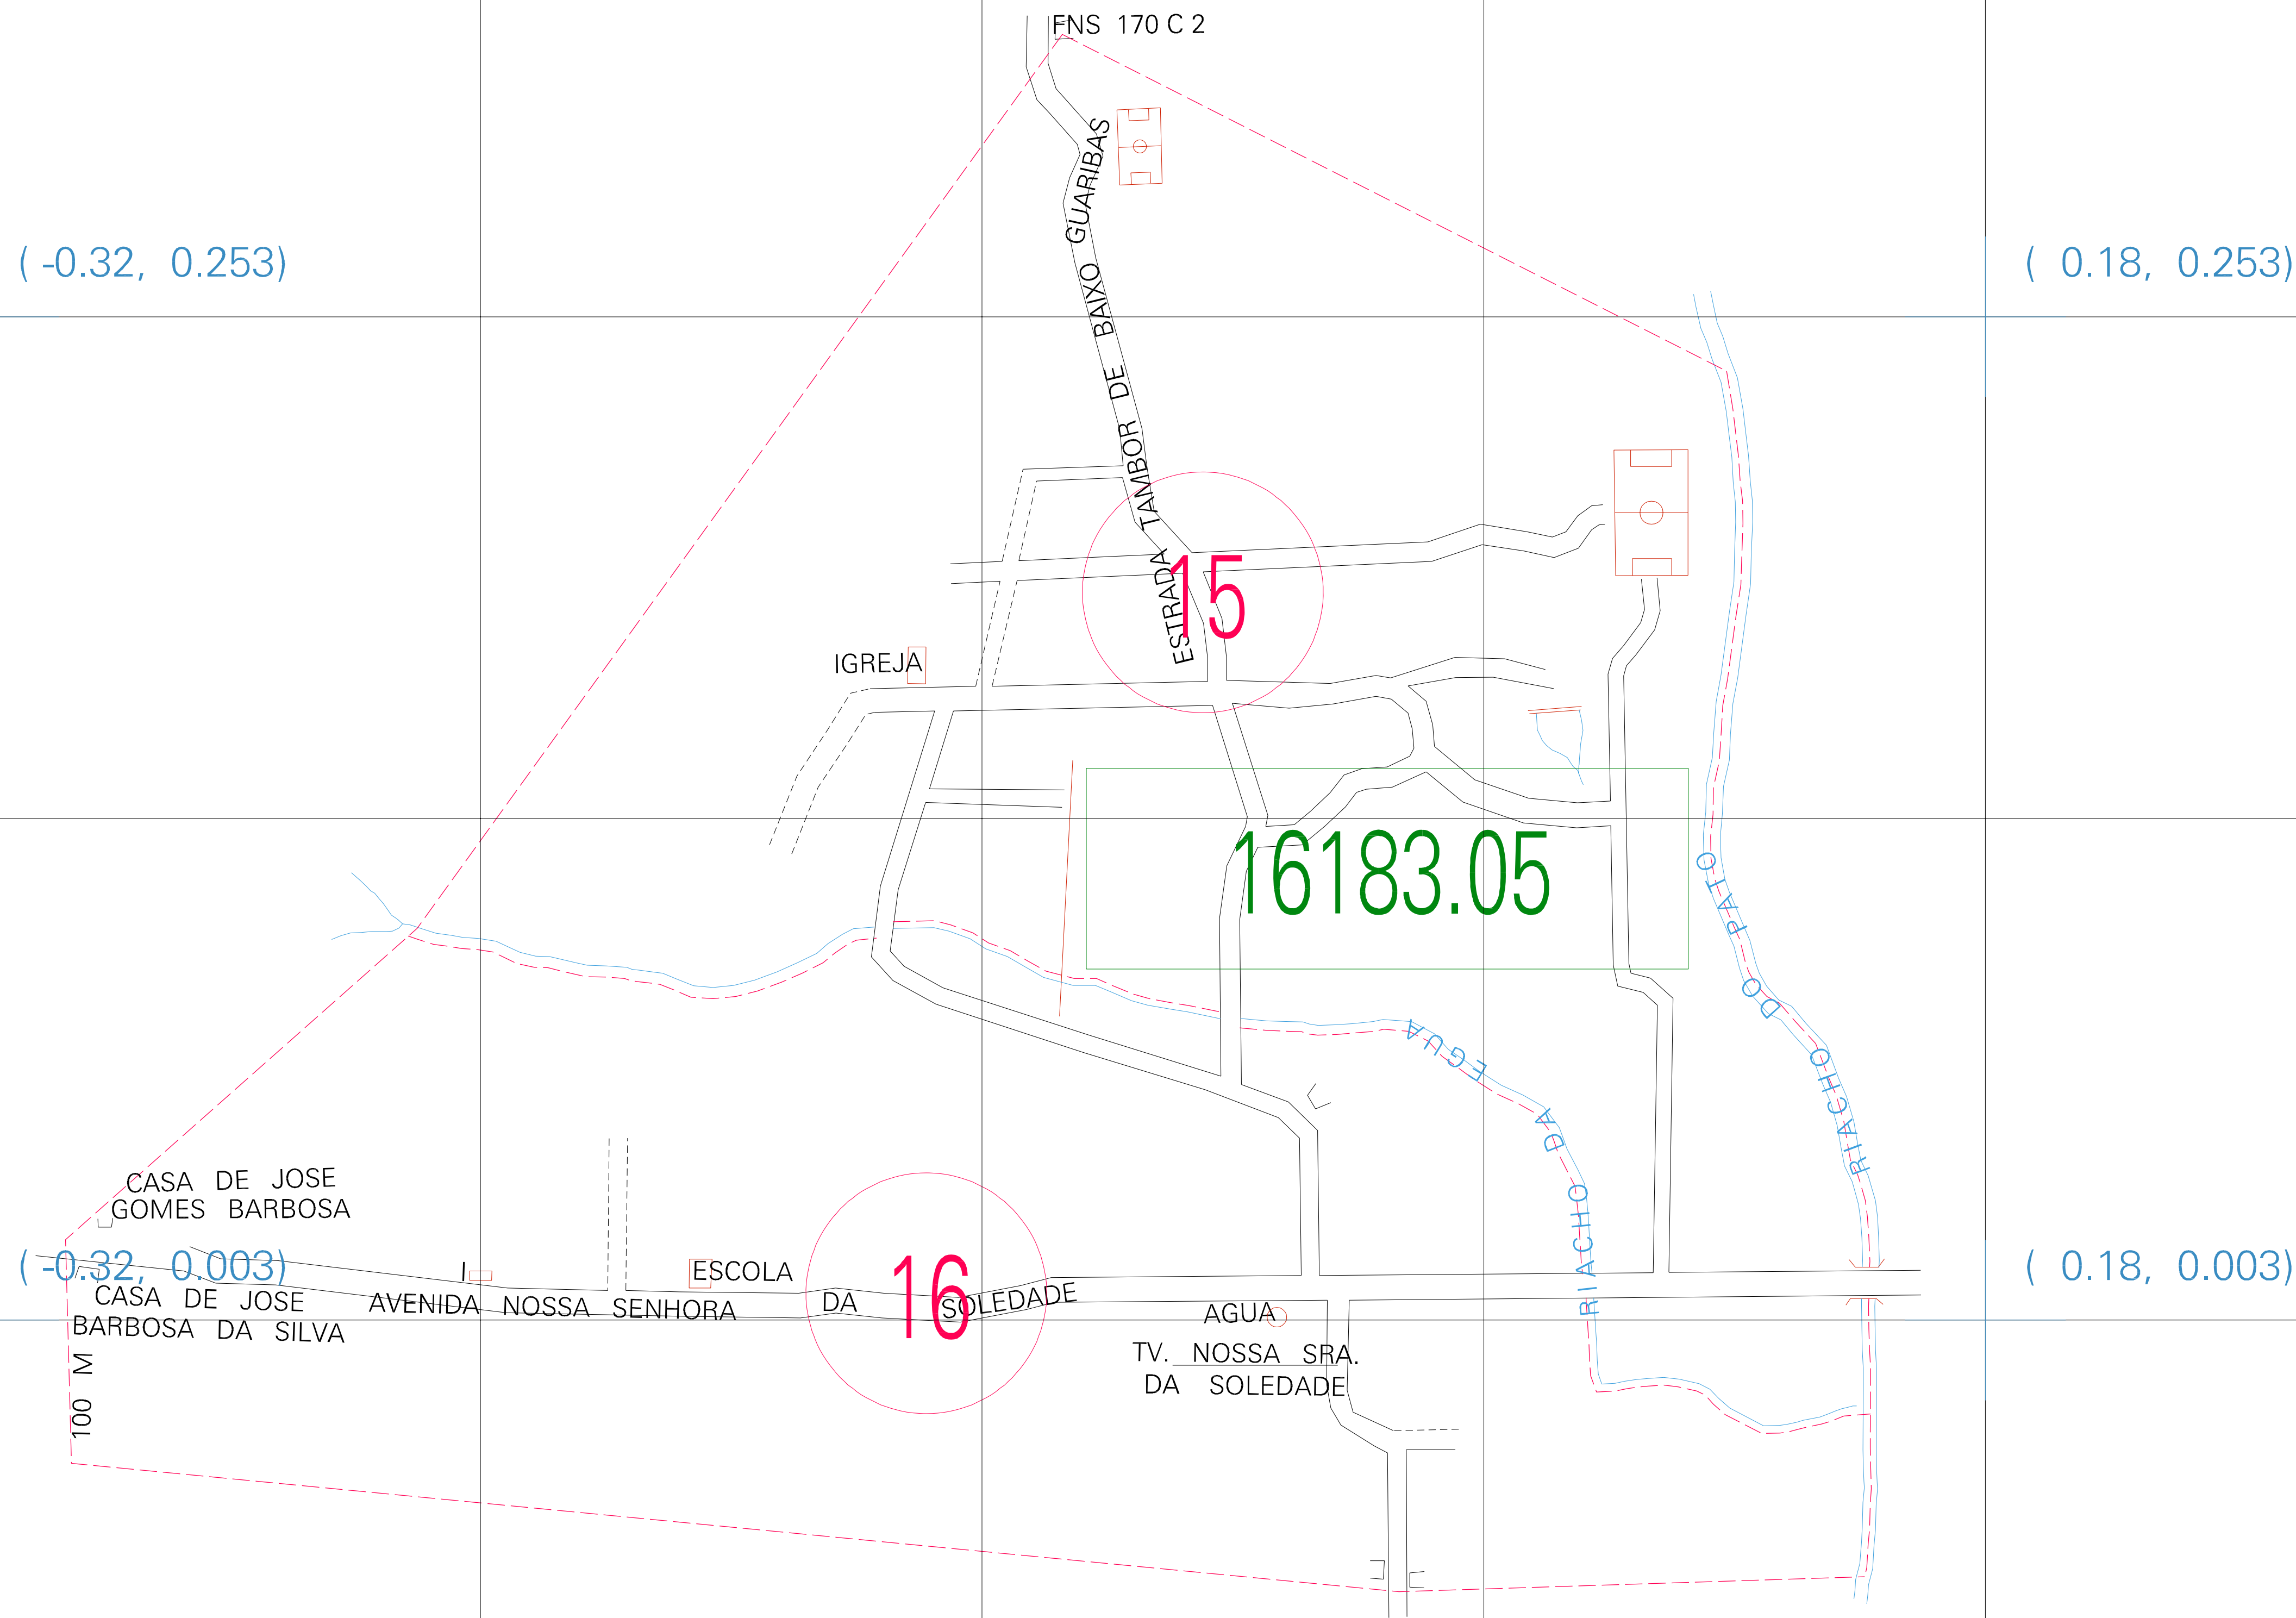 FNS 170 C 2
( -0.32, 0.253)
( 0.18, 0.253)
ESTRADA TAMBOR DE BAIXO GUARIBAS
15
IGREJA
16183.05
RIACHO DO PATO
RIACHO DA EGUA
CASA DE JOSE
GOMES BARBOSA
( -0.32, 0.003)
( 0.18, 0.003)
I
ESCOLA
CASA DE JOSE
BARBOSA DA SILVA
AVENIDA NOSSA SENHORA DA SOLEDADE
16
AGUA
TV. NOSSA SRA.
DA SOLEDADE
100 M